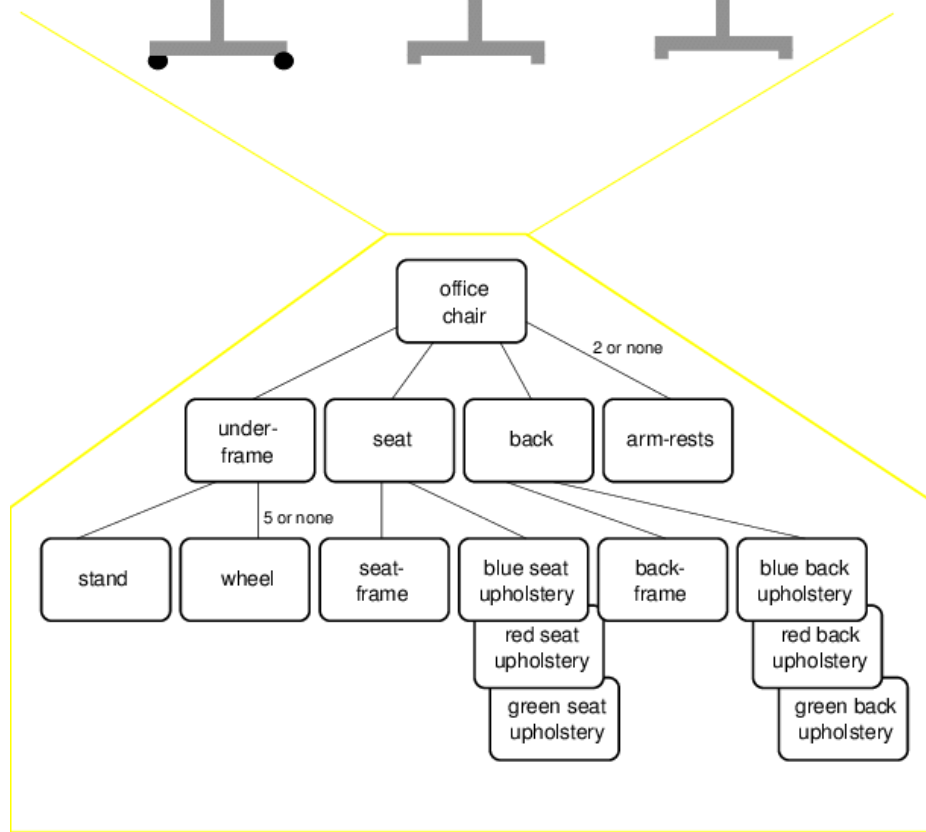 office
chair
2 or none
under-
frame
seat
back
arm-rests
5 or none
stand
wheel
seat-
frame
blue seat
upholstery
back-
frame
blue back
upholstery
red seat
upholstery
red back
upholstery
green seat
upholstery
green back
upholstery